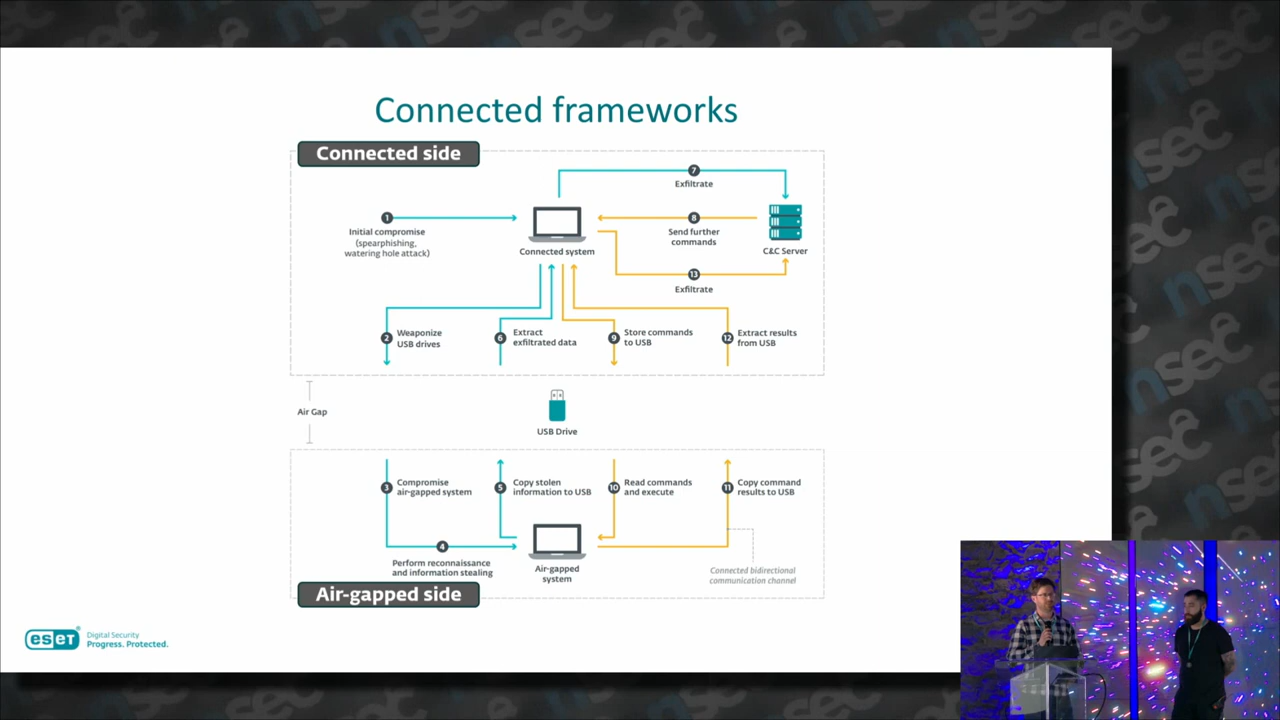 Connected frameworks
Connected side
7
Exfiltrate
1
Initial compromise
(spearphishing,
watering hole attack)
Connected system
8
Send further
commands
C&C Server
13
Exfiltrate
2
Weaponize
USB drives
6
Extract
exfiltrated data
9
Store commands
to USB
12
Extract results
from USB
Air Gap
USB Drive
3
Compromise
air-gapped system
5
Copy stolen
information to USB
10
Read commands
and execute
11
Copy command
results to USB
4
Perform reconnaissance
and information stealing
Air-gapped
system
Connected bidirectional
communication channel
Air-gapped side
eseT
Digital Security
Progress. Protected.
nsec
nsec
nsec